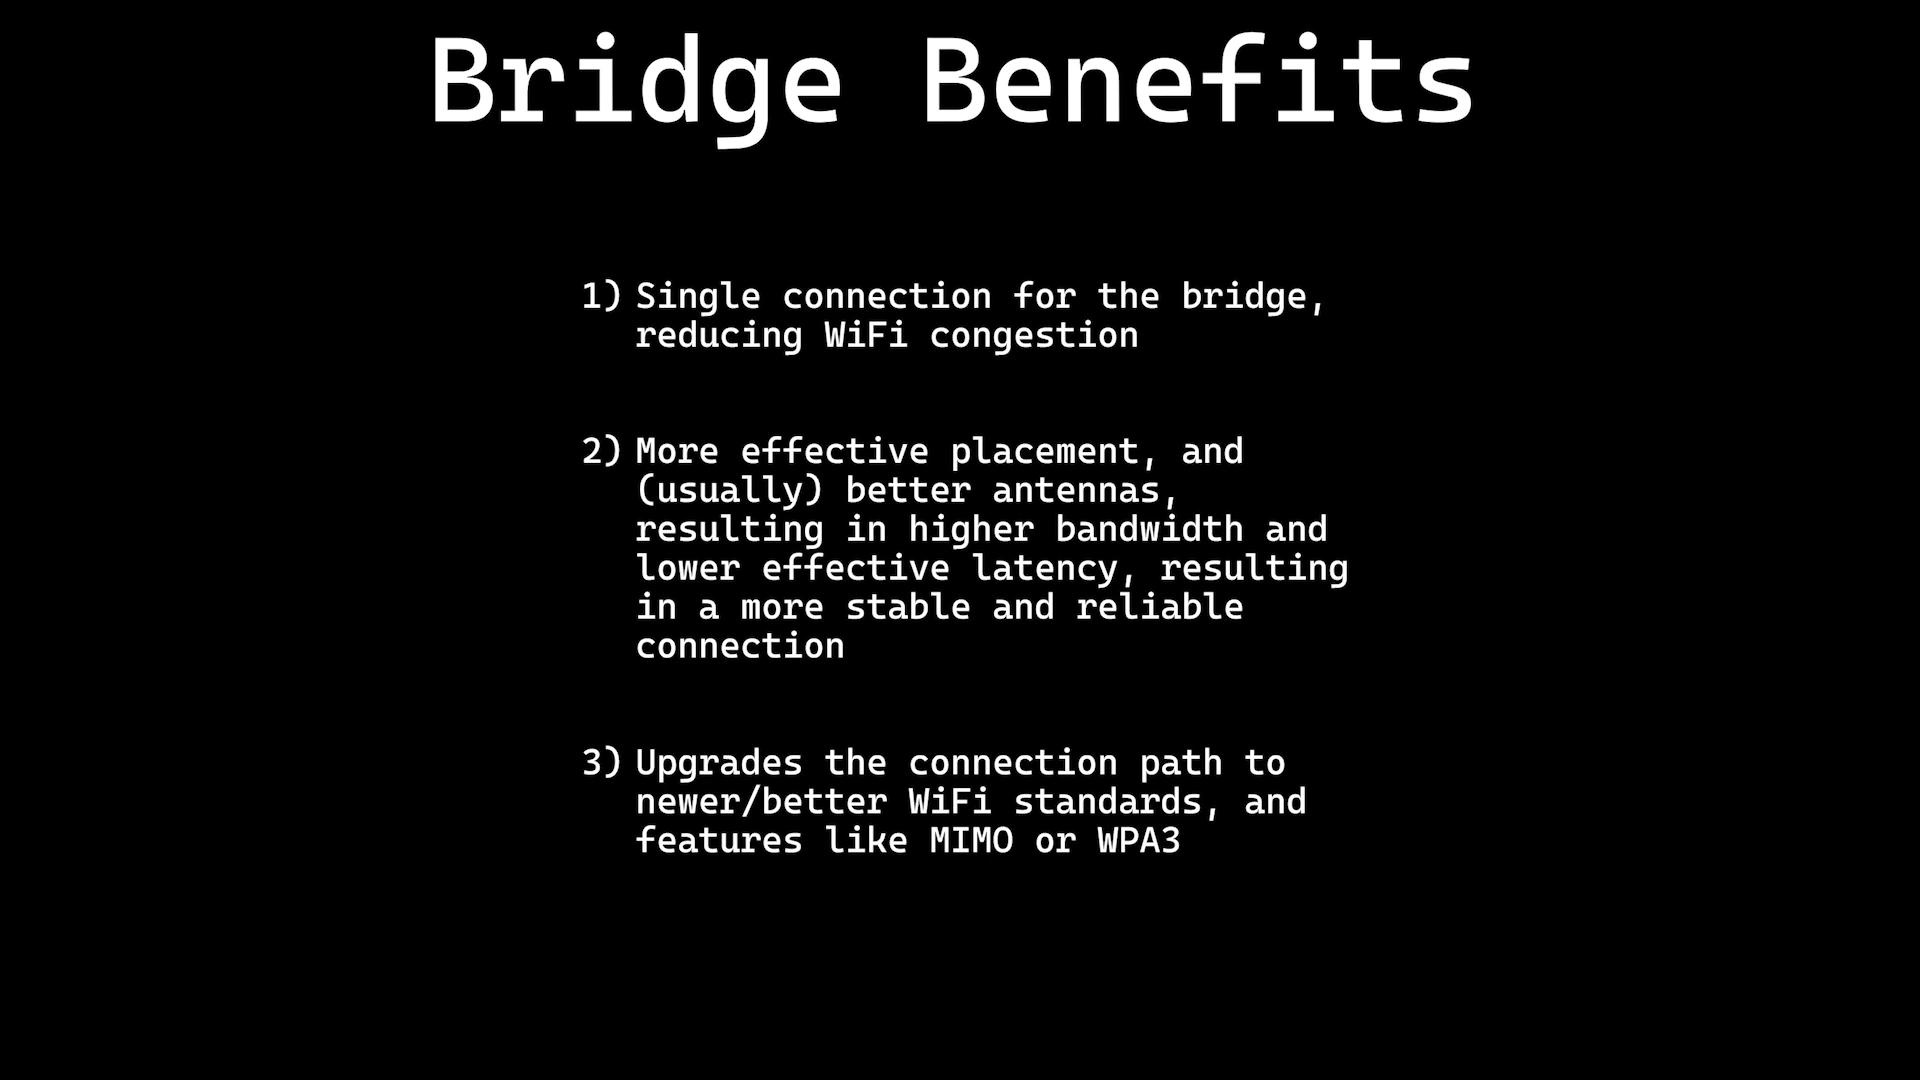 Bridge Benefits
1) Single connection for the bridge,
reducing WiFi congestion
2) More effective placement, and
(usually) better antennas,
resulting in higher bandwidth and
lower effective latency, resulting
in a more stable and reliable
connection
3) Upgrades the connection path to
newer/better WiFi standards, and
features like MIMO or WPA3